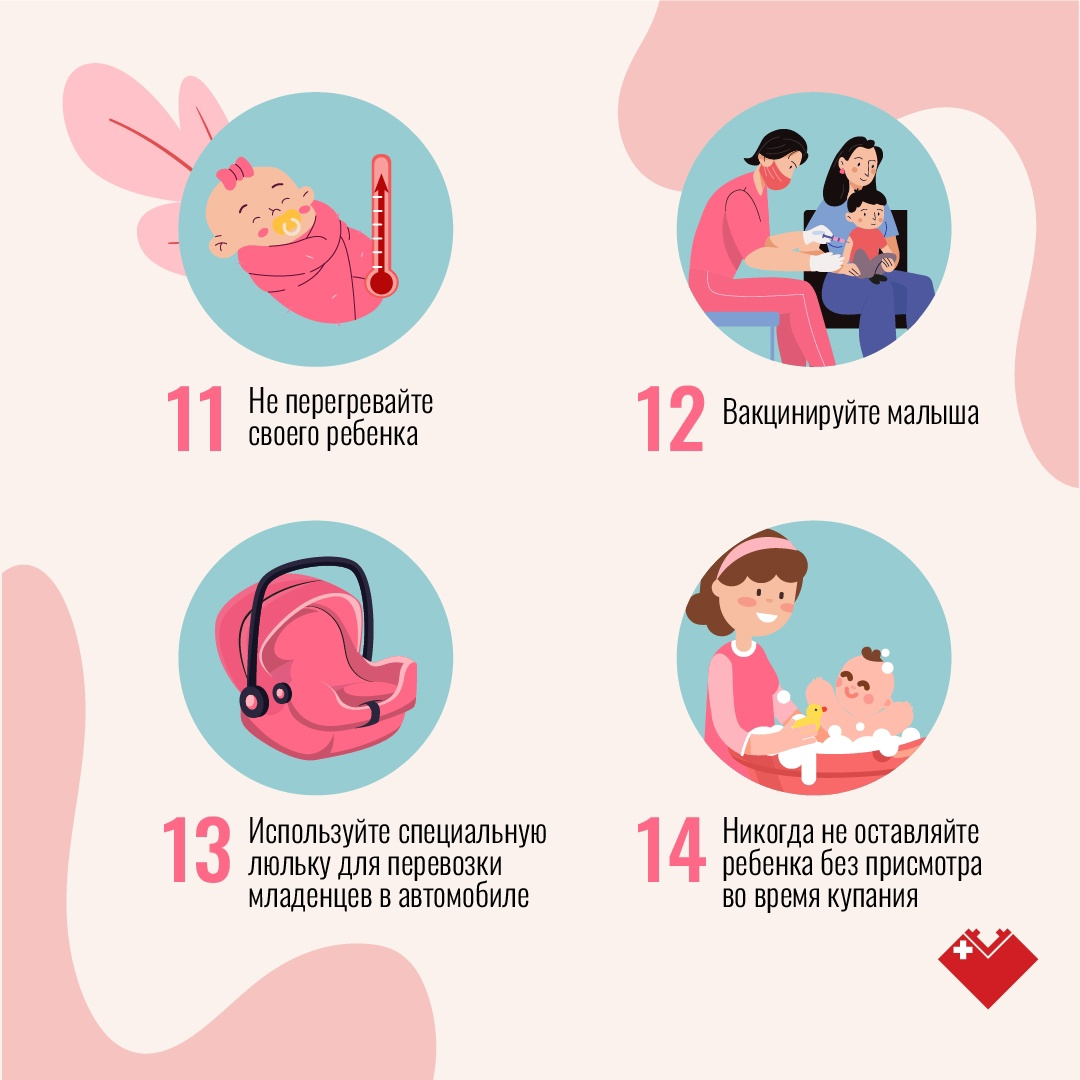 11
Не перегревайте
своего ребенка
12
Вакцинируйте малыша
13
Используйте специальную
люльку для перевозки
младенцев в автомобиле
14
Никогда не оставляйте
ребенка без присмотра
во время купания